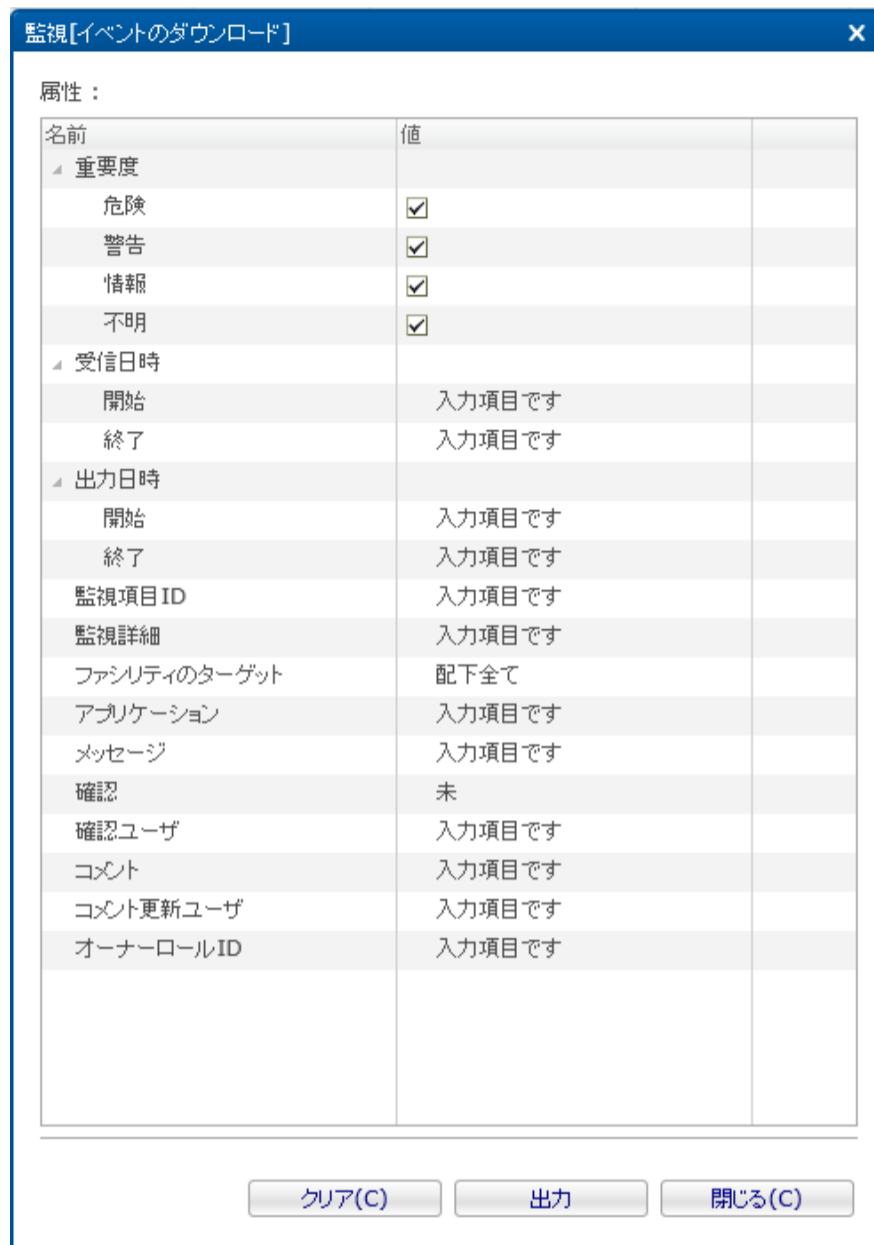 監視[イベントのダウンロード]
属性：
名前 値
重要度
危険
警告
情報
不明
受信日時
開始 入力項目です
終了 入力項目です
出力日時
開始 入力項目です
終了 入力項目です
監視項目ID 入力項目です
監視詳細 入力項目です
ファシリティのターゲット 配下全て
アプリケーション 入力項目です
メッセージ 入力項目です
確認 未
確認ユーザ 入力項目です
コメント 入力項目です
コメント更新ユーザ 入力項目です
オーナーロールID 入力項目です
クリア(C) 出力 閉じる(C)